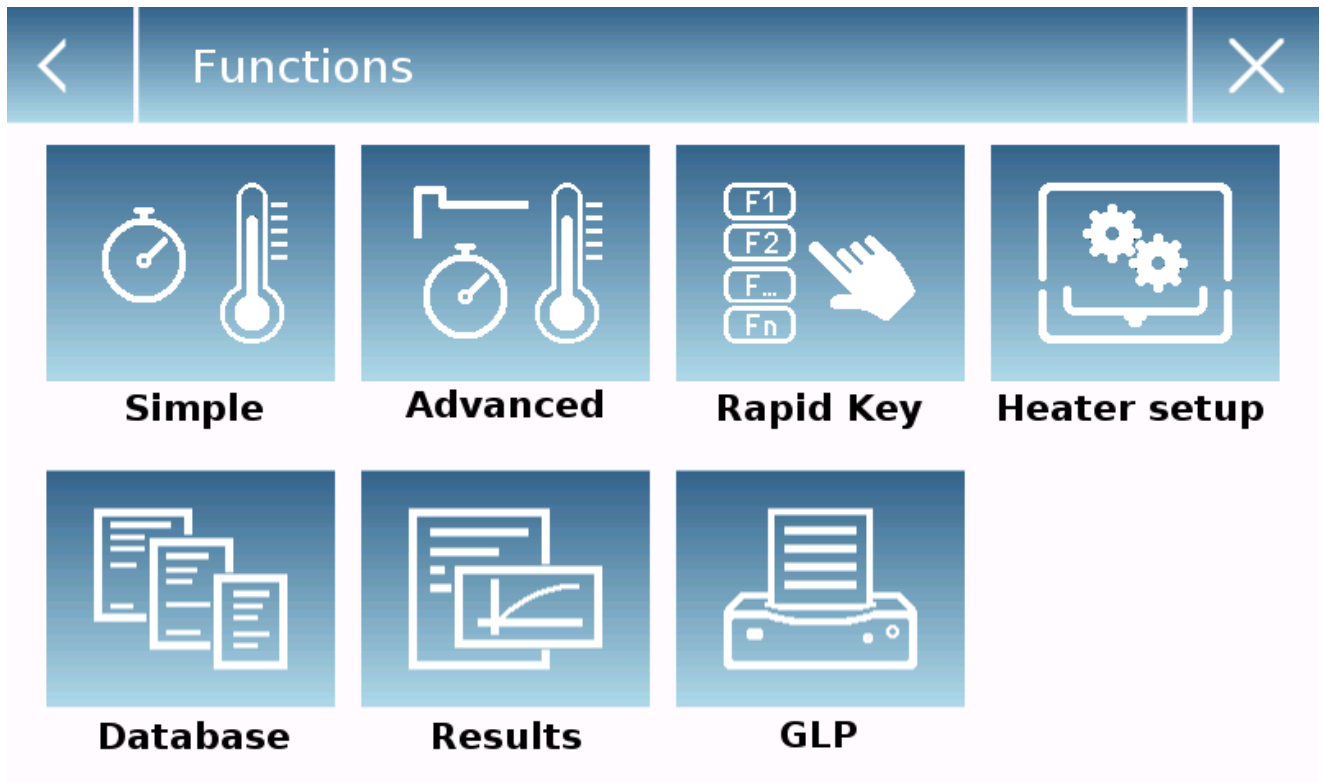 Functions
F1
F2
F...
Fn
Simple
Advanced
Rapid Key
Heater setup
Database
Results
GLP